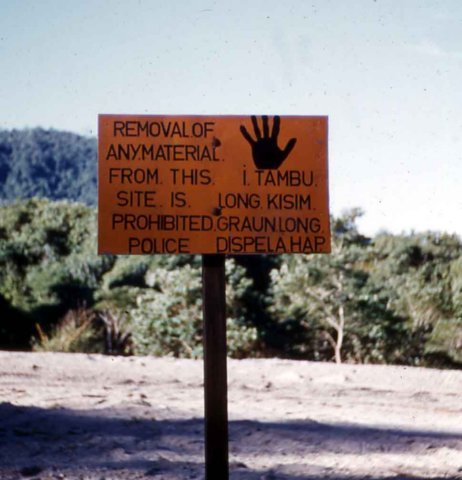 REMOVAL OF
ANY.MATERIAL.
FROM. THIS.
SITE. IS.
PROHIBITED.
POLICE
I. TAMBU.
LONG. KISIM.
GRAUN.LONG.
DISPELA.HAP.